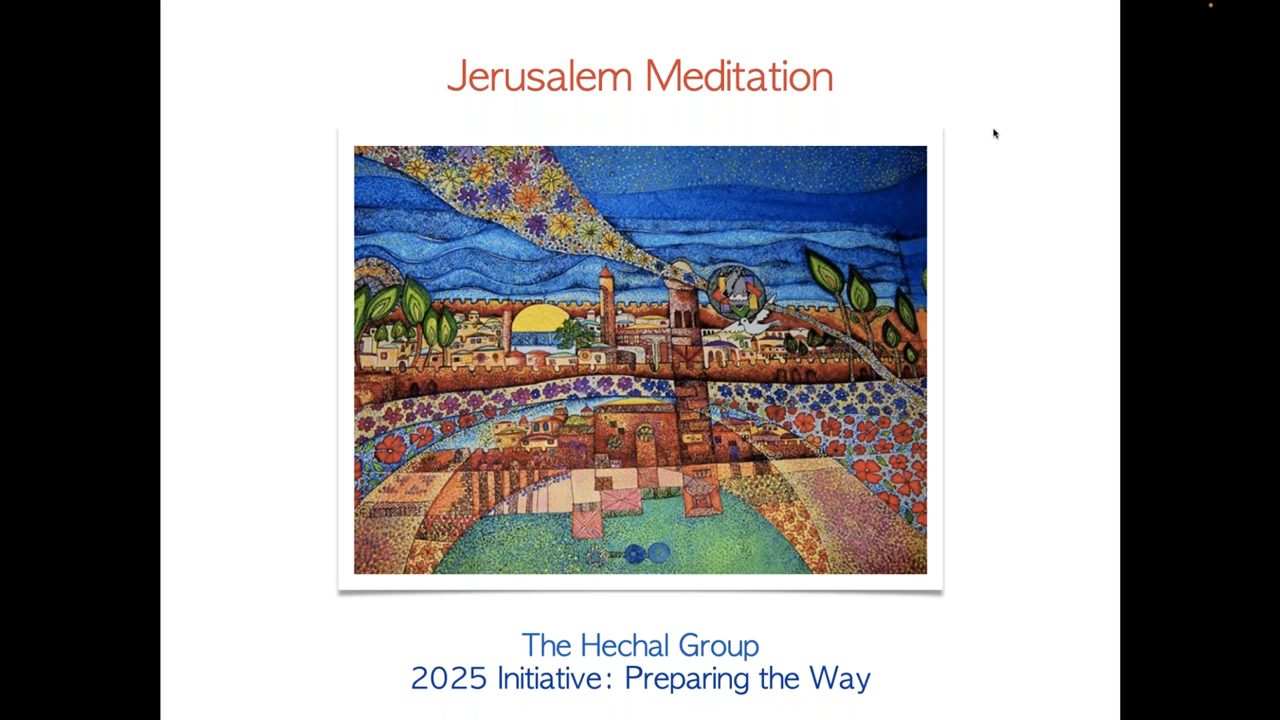 Jerusalem Meditation
The Hechal Group
2025 Initiative: Preparing the Way